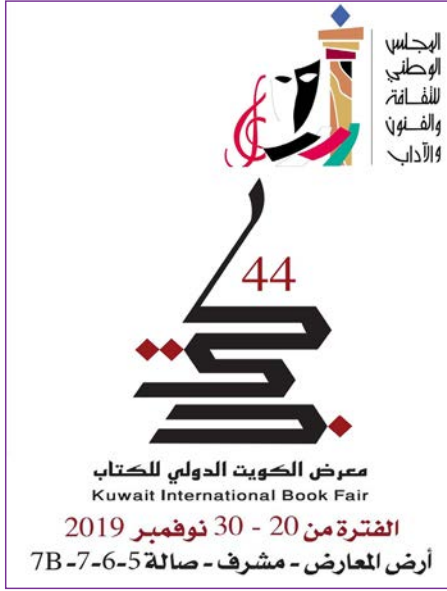 المجلس
الوطني
للثقافة
والفنون
والآداب
44
معرض الكويت الدولي للكتاب
Kuwait International Book Fair
الفترة من 20 - 30 نوفمبر 2019
أرض المعارض - مشرف - صالة 5-6-7-7B